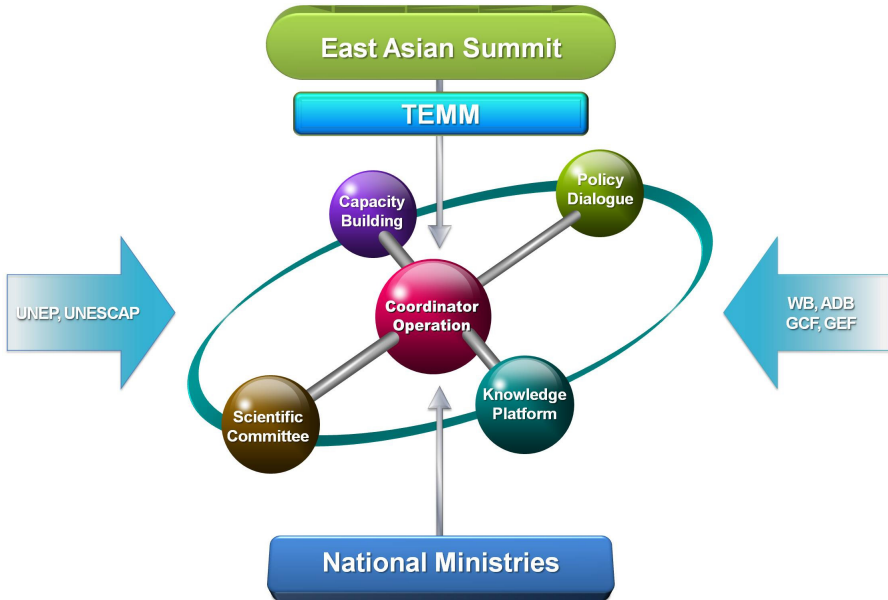 East Asian Summit
TEMM
Policy
Dialogue
Capacity
Building
UNEP, UNESCAP
Coordinator
Operation
WB, ADB
GCF, GEF
Knowledge
Platform
Scientific
Committee
National Ministries